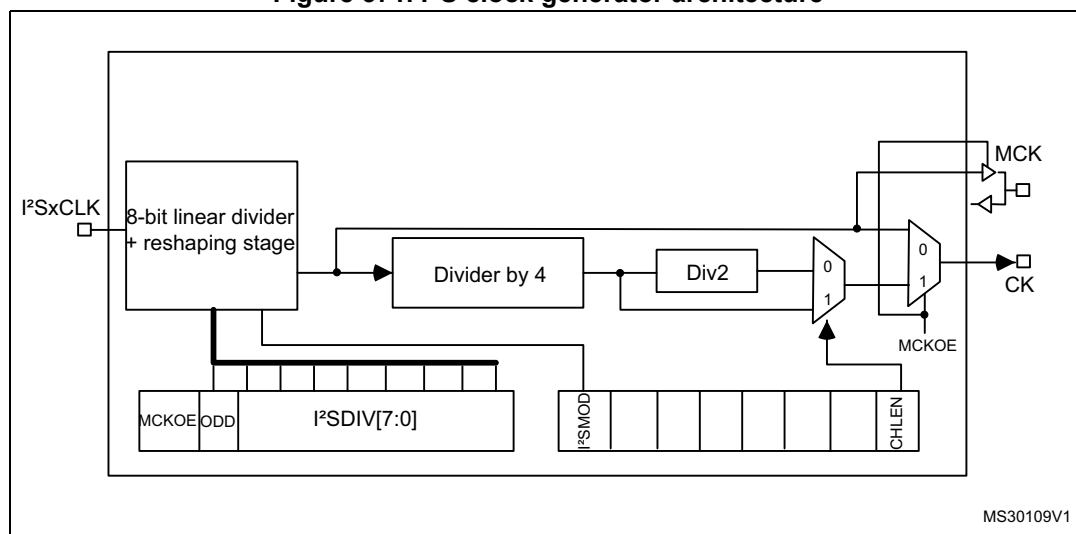 MCK
I²SxCLK
8-bit linear divider
+ reshaping stage
0
Divider by 4
Div2
0
1
1
CK
MCKOE
MCKOE
ODD
I²SDIV[7:0]
I²SMOD
CHLEN
MS30109V1